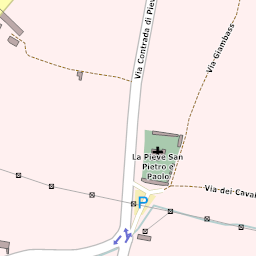 Via Contrada di Pieve
Via Giambass
La Pieve San
Pietro e
Paolo
Via dei Caval
P